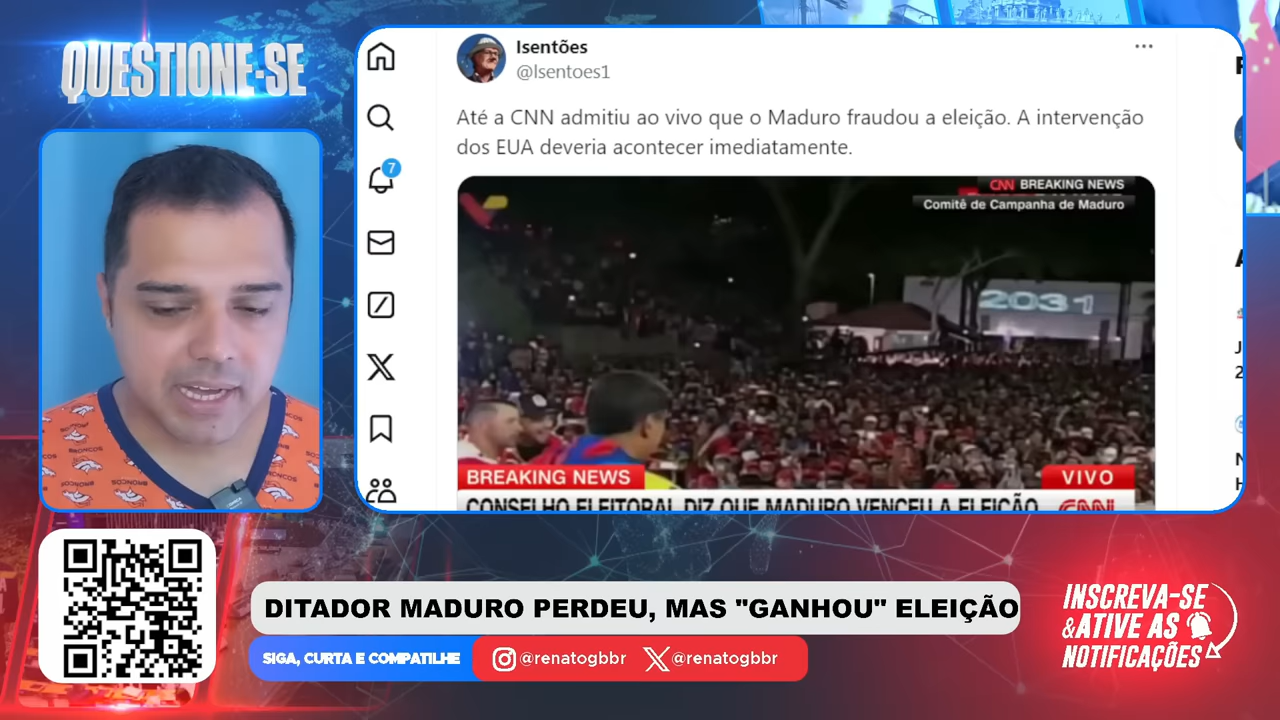 QUESTIONE-SE
Isentões
@Isentoes1
Até a CNN admitiu ao vivo que o Maduro fraudou a eleição. A intervenção
dos EUA deveria acontecer imediatamente.
7
CNN BREAKING NEWS
Comitê de Campanha de Maduro
2031
BREAKING NEWS
VIVO
CONSELHO ELEITORAL DIZ QUE MADURO VENCEU A ELEIÇÃO
CNN
BRONCOS
DITADOR MADURO PERDEU, MAS "GANHOU" ELEIÇÃO
SIGA, CURTA E COMPATILHE
@renatogbbr
@renatogbbr
INSCREVA-SE
&ATIVE AS
NOTIFICAÇÕES